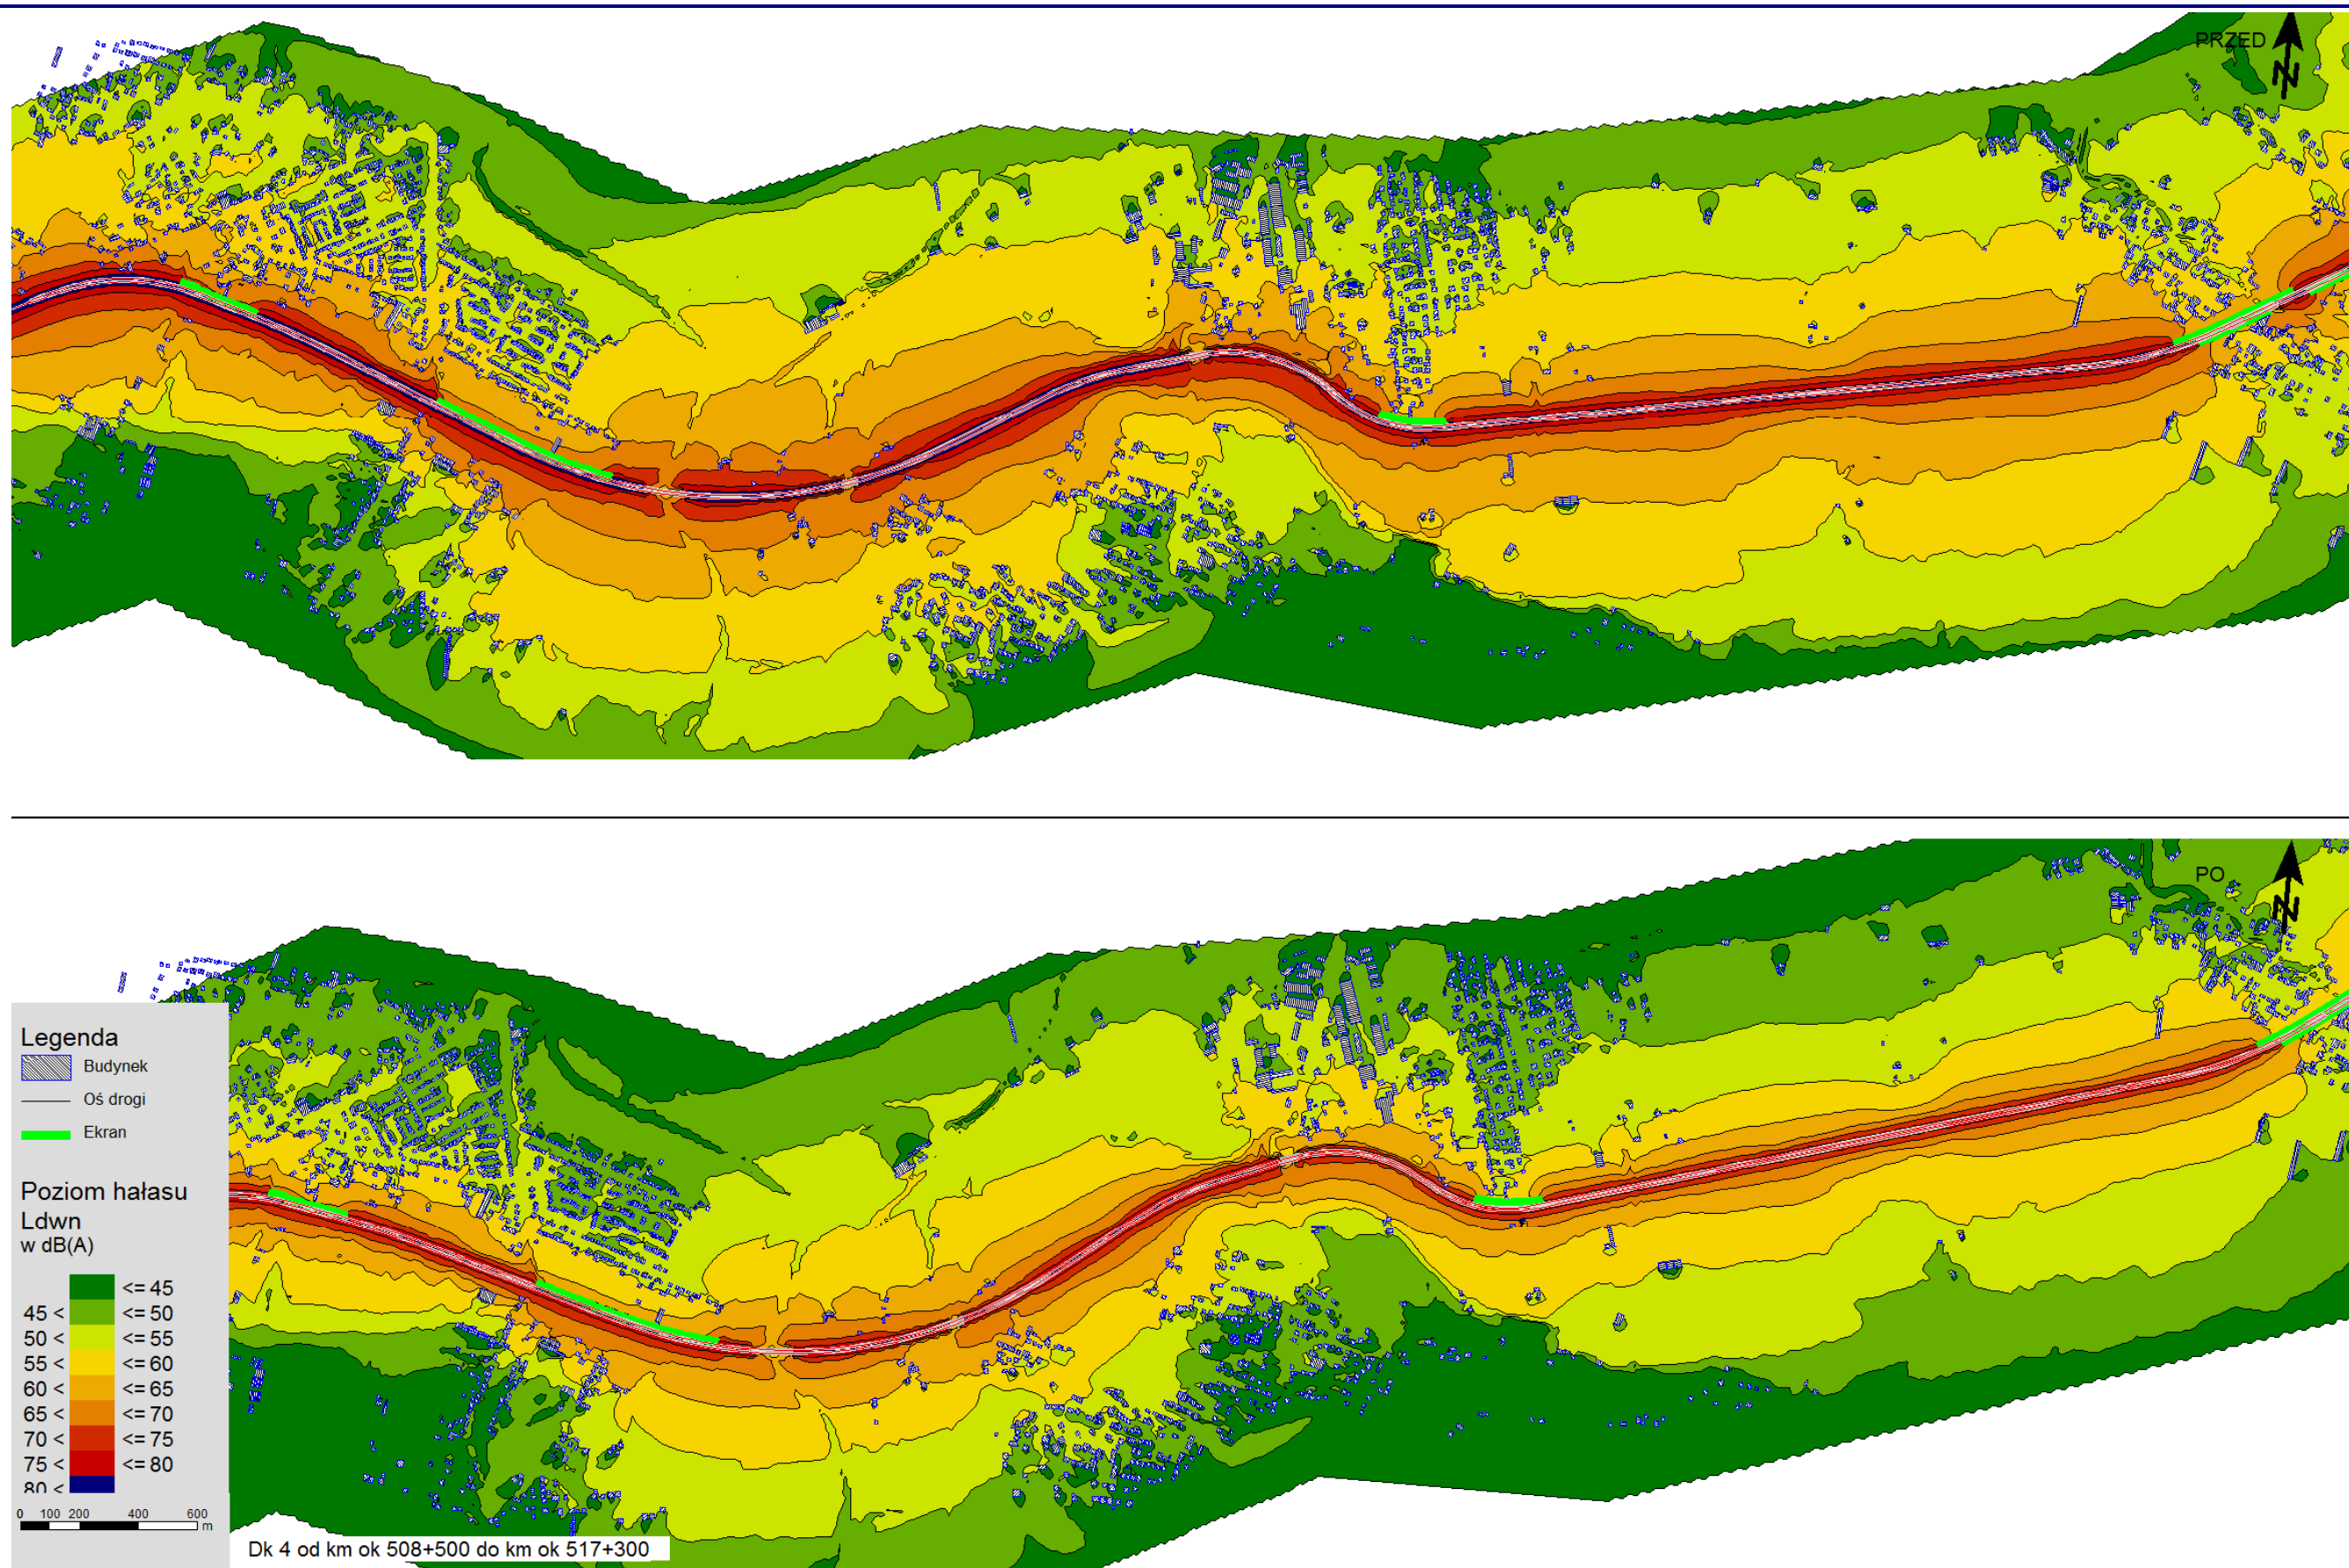 PRZED
N
PO
N
Legenda
Budynek
Oś drogi
Ekran
Poziom hałasu
Ldwn
w dB(A)
<= 45
45 < <= 50
50 < <= 55
55 < <= 60
60 < <= 65
65 < <= 70
70 < <= 75
75 < <= 80
80 <
0 100 200 400 600
m
Dk 4 od km ok 508+500 do km ok 517+300